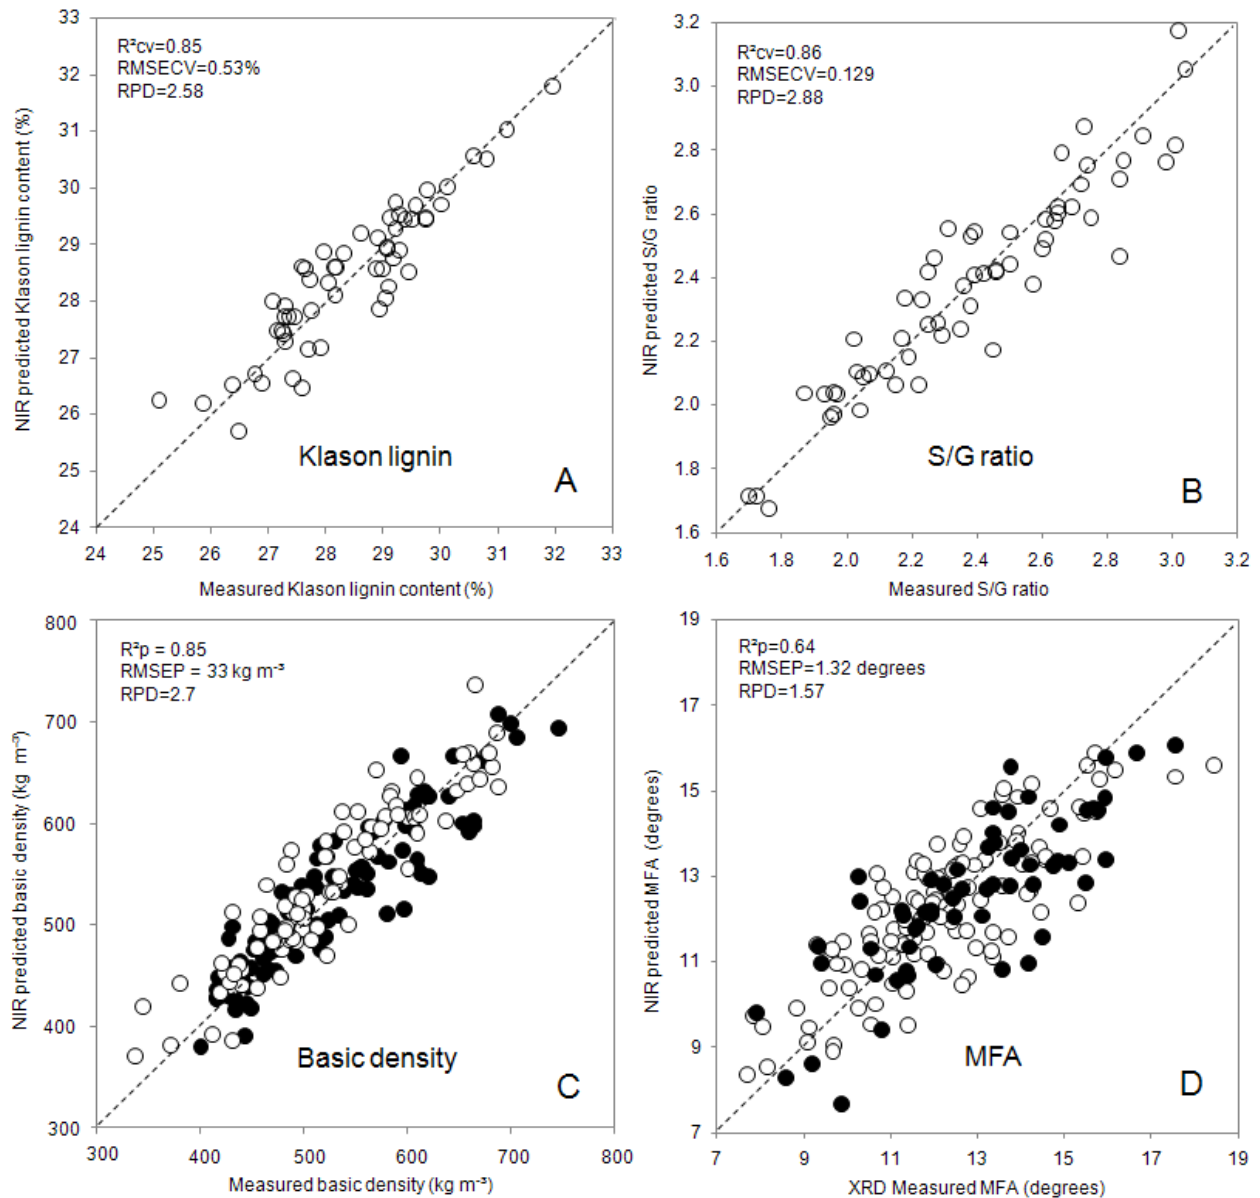 R²cv=0.85
RMSECV=0.53%
RPD=2.58
NIR predicted Klason lignin content (%)
33
32
31
30
29
28
27
26
25
24
Klason lignin
A
24 25 26 27 28 29 30 31 32 33
Measured Klason lignin content (%)
R²cv=0.86
RMSECV=0.129
RPD=2.88
NIR predicted S/G ratio
3.2
3.0
2.8
2.6
2.4
2.2
2.0
1.8
1.6
S/G ratio
B
1.6 1.8 2.0 2.2 2.4 2.6 2.8 3.0 3.2
Measured S/G ratio
R²p = 0.85
RMSEP = 33 kg m⁻³
RPD=2.7
NIR predicted basic density (kg m⁻³)
800
700
600
500
400
300
Basic density
C
300 400 500 600 700 800
Measured basic density (kg m⁻³)
R²p=0.64
RMSEP=1.32 degrees
RPD=1.57
NIR predicted MFA (degrees)
19
17
15
13
11
9
7
MFA
D
7 9 11 13 15 17 19
XRD Measured MFA (degrees)